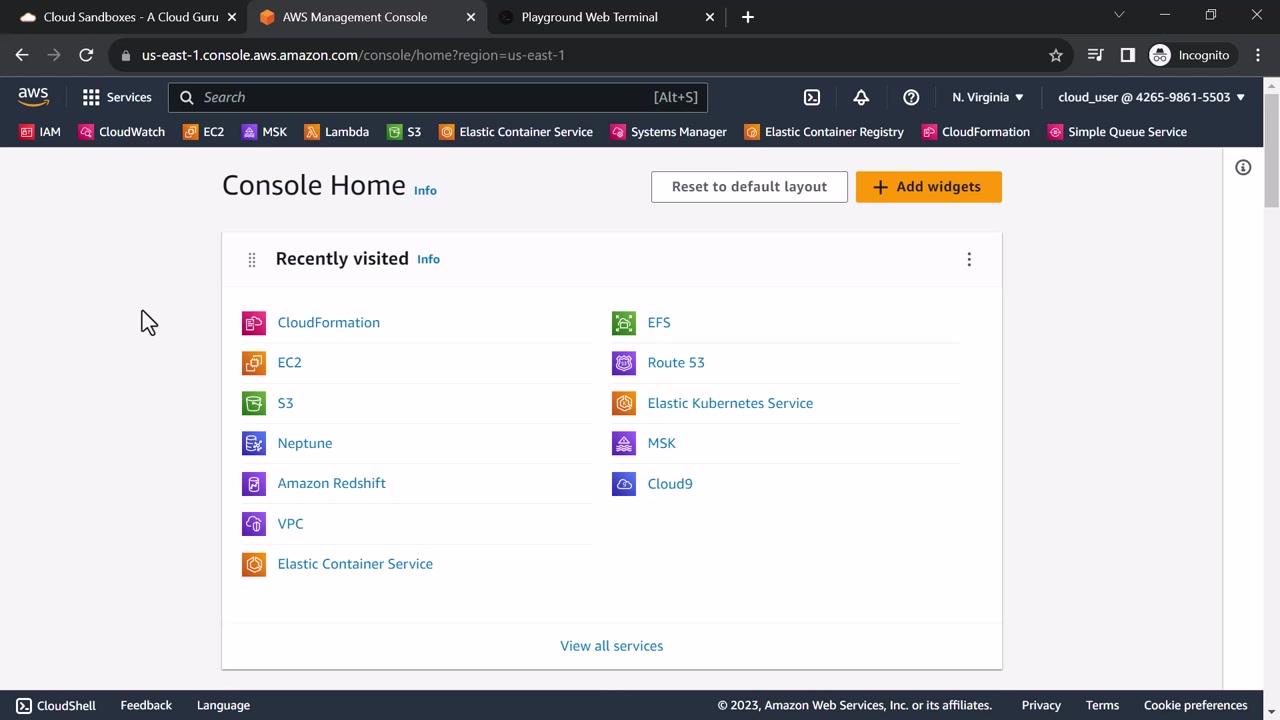 Cloud Sandboxes - A Cloud Guru
AWS Management Console
Playground Web Terminal
us-east-1.console.aws.amazon.com/console/home?region=us-east-1
Incognito
aws
Services
Search
[Alt+S]
N. Virginia
cloud_user @ 4265-9861-5503
IAM
CloudWatch
EC2
MSK
Lambda
S3
Elastic Container Service
Systems Manager
Elastic Container Registry
CloudFormation
Simple Queue Service
Console Home Info
Reset to default layout
Add widgets
Recently visited Info
CloudFormation
EC2
S3
Neptune
Amazon Redshift
VPC
Elastic Container Service
EFS
Route 53
Elastic Kubernetes Service
MSK
Cloud9
View all services
CloudShell
Feedback
Language
© 2023, Amazon Web Services, Inc. or its affiliates.
Privacy
Terms
Cookie preferences